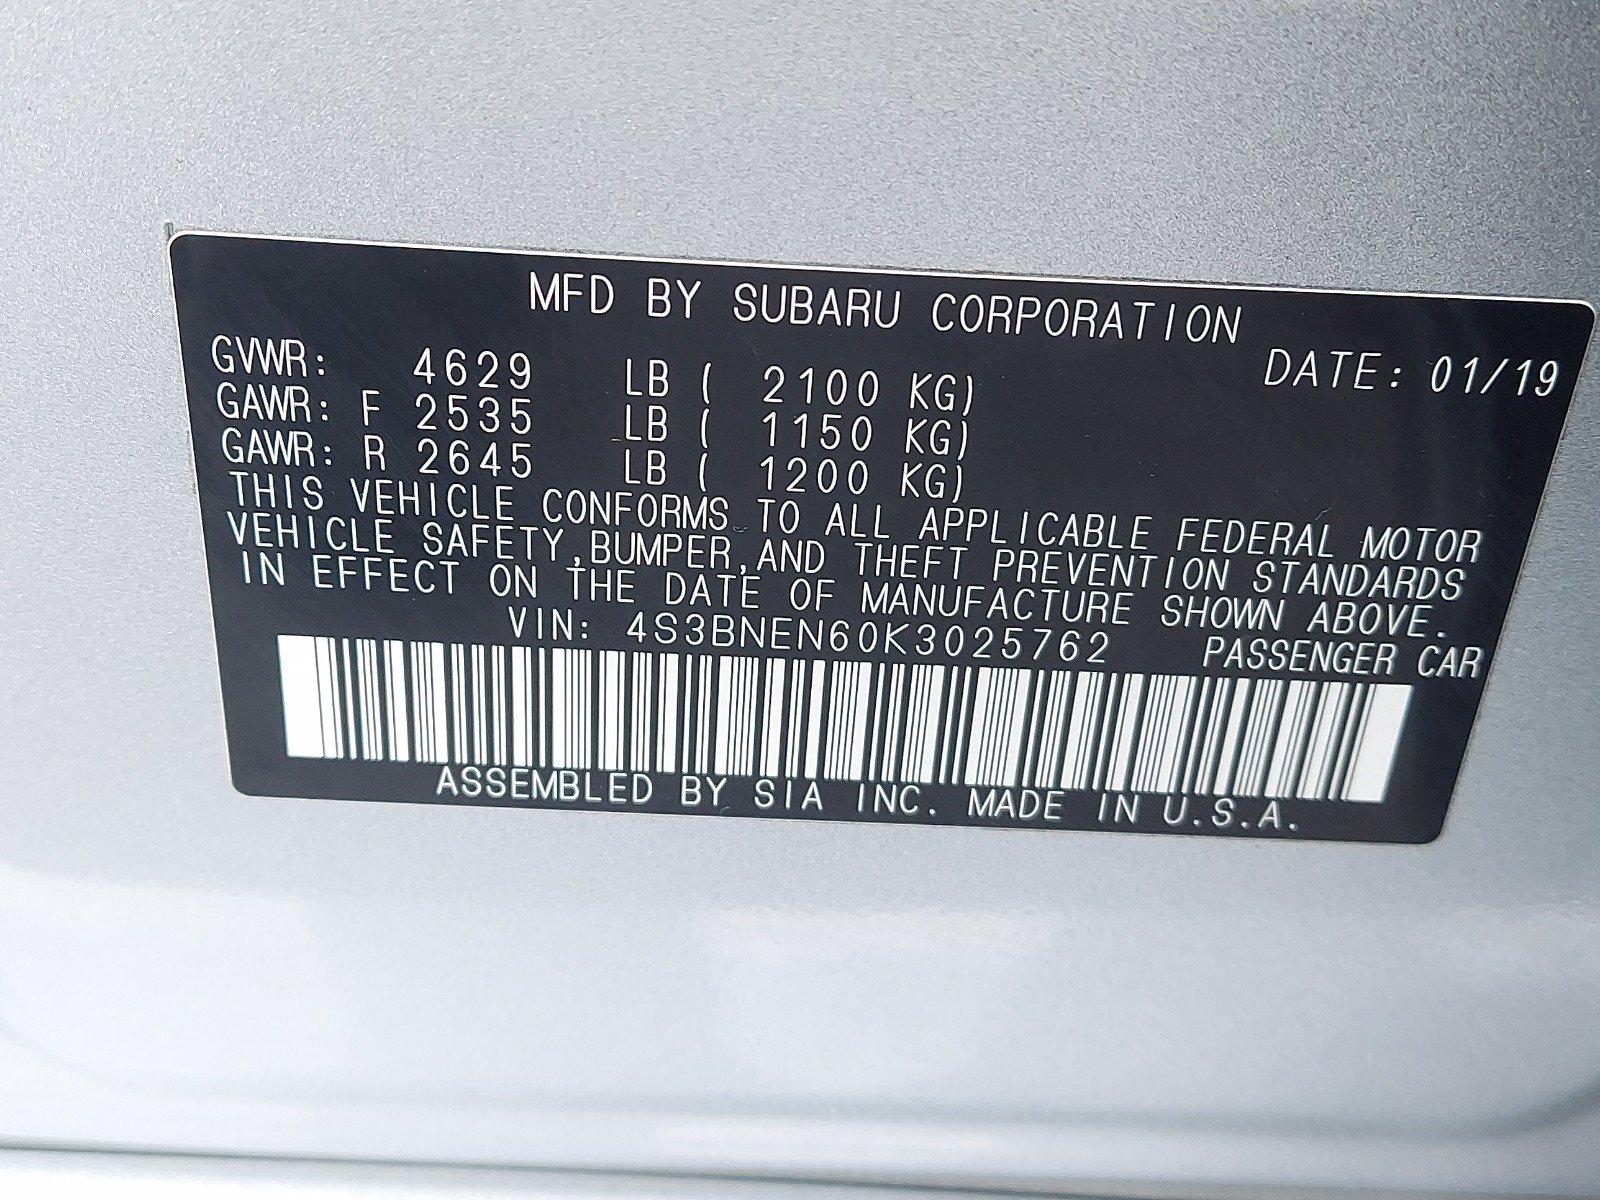 MFD BY SUBARU CORPORATION
GVWR: 4629 LB ( 2100 KG) DATE: 01/19
GAWR: F 2535 LB ( 1150 KG)
GAWR: R 2645 LB ( 1200 KG)
THIS VEHICLE CONFORMS TO ALL APPLICABLE FEDERAL MOTOR
VEHICLE SAFETY,BUMPER,AND THEFT PREVENTION STANDARDS
IN EFFECT ON THE DATE OF MANUFACTURE SHOWN ABOVE.
VIN: 4S3BNEN60K3025762 PASSENGER CAR
ASSEMBLED BY SIA INC. MADE IN U.S.A.